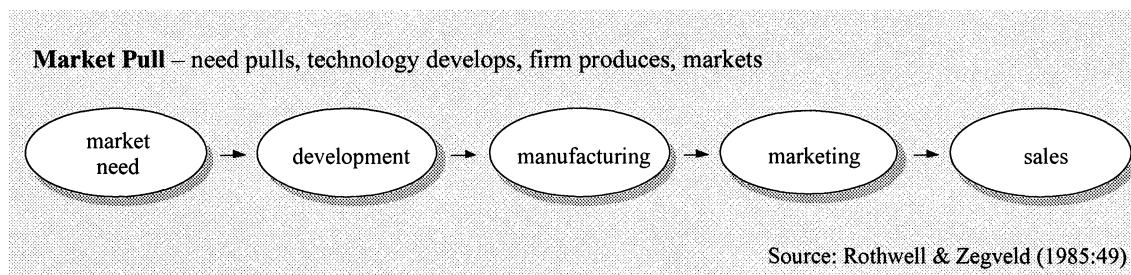 Market Pull – need pulls, technology develops, firm produces, markets
market
need
development
manufacturing
marketing
sales
Source: Rothwell & Zegveld (1985:49)